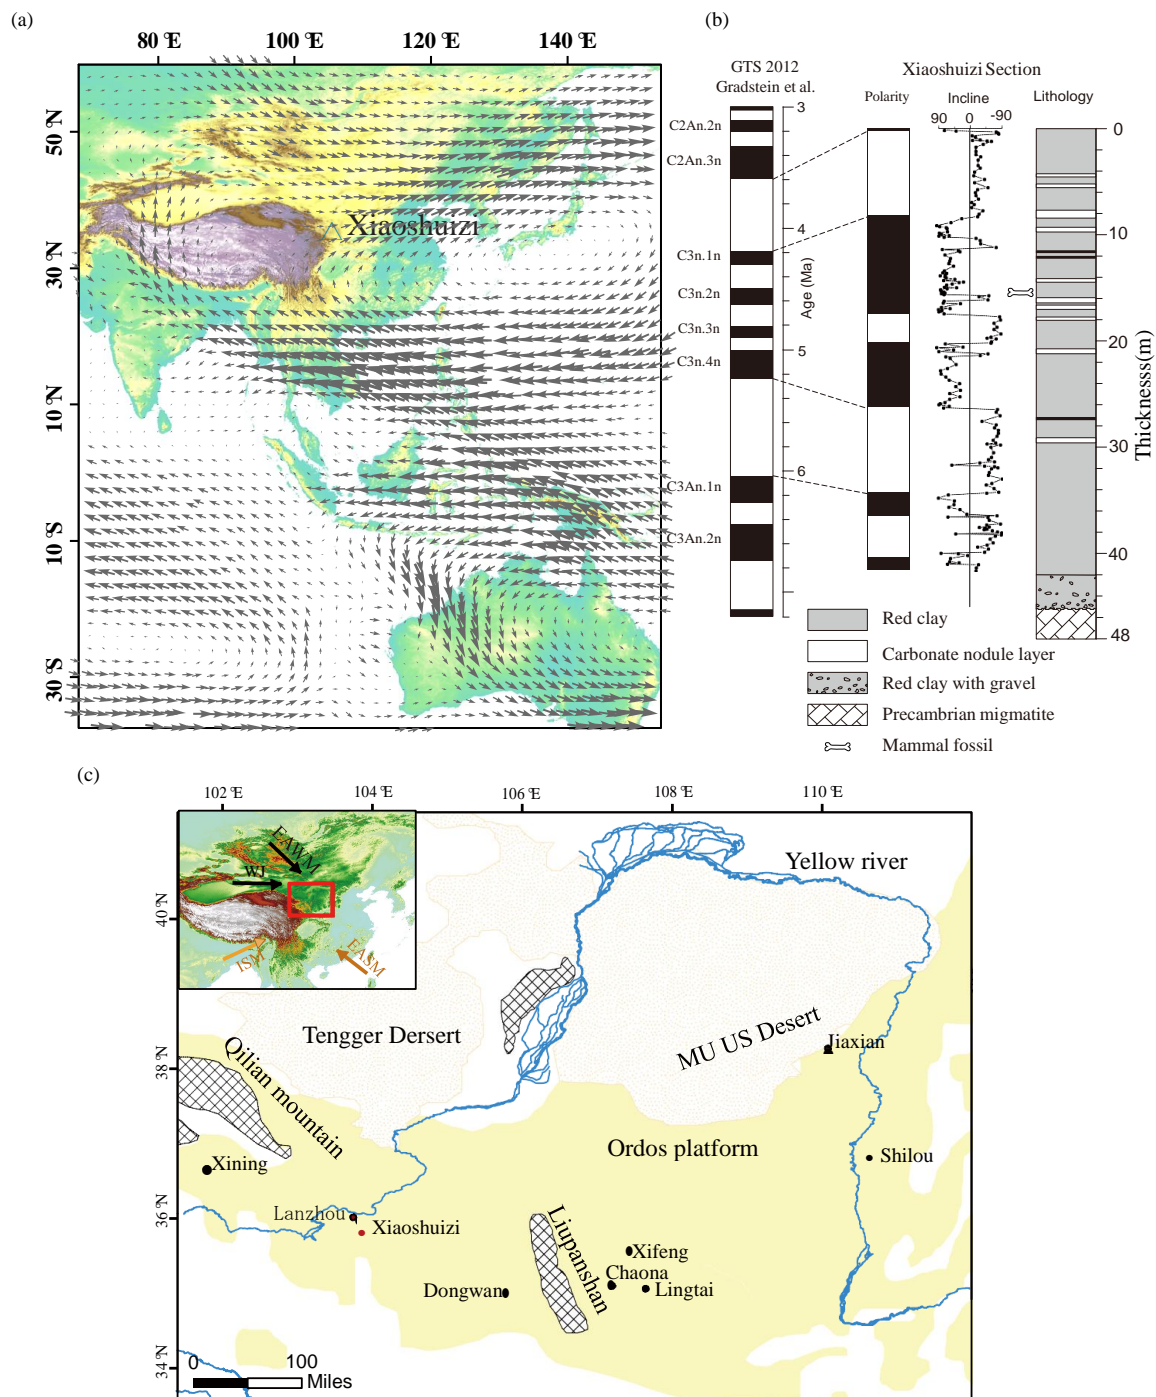 (a)
80 °E 100 °E 120 °E 140 °E
50 °N
30 °N
10 °N
10 °S
30 °S
Xiaoshuizi
(b)
GTS 2012
Gradstein et al.
Xiaoshuizi Section
Polarity
Incline
90 0 -90
Lithology
C2An.2n
C2An.3n
C3n.1n
C3n.2n
C3n.3n
C3n.4n
C3An.1n
C3An.2n
3
4
5
6
Age (Ma)
0
10
20
30
40
48
Thicknesss(m)
Red clay
Carbonate nodule layer
Red clay with gravel
Precambrian migmatite
Mammal fossil
(c)
102 °E 104 °E 106 °E 108 °E 110 °E
40 °N
38 °N
36 °N
34 °N
EAWM
WJ
ISM
EASM
Yellow river
Tengger Dersert
MU US Desert
Jiaxian
Qilian mountain
Ordos platform
Shilou
Xining
Lanzhou
Xiaoshuizi
Liupanshan
Xifeng
Chaona
Dongwan
Lingtai
0 100
Miles